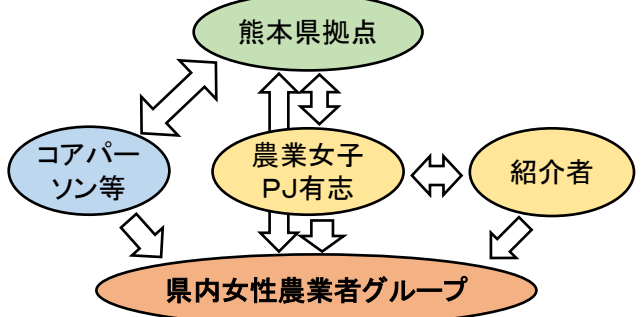 熊本県拠点
コアパー
ソン等
農業女子
ＰＪ有志
紹介者
県内女性農業者グループ